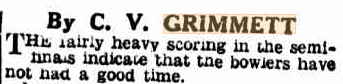 By C. V. GRIMMETT
THE fairly heavy scoring in the semi-
finals indicate that the bowlers have
not had a good time.